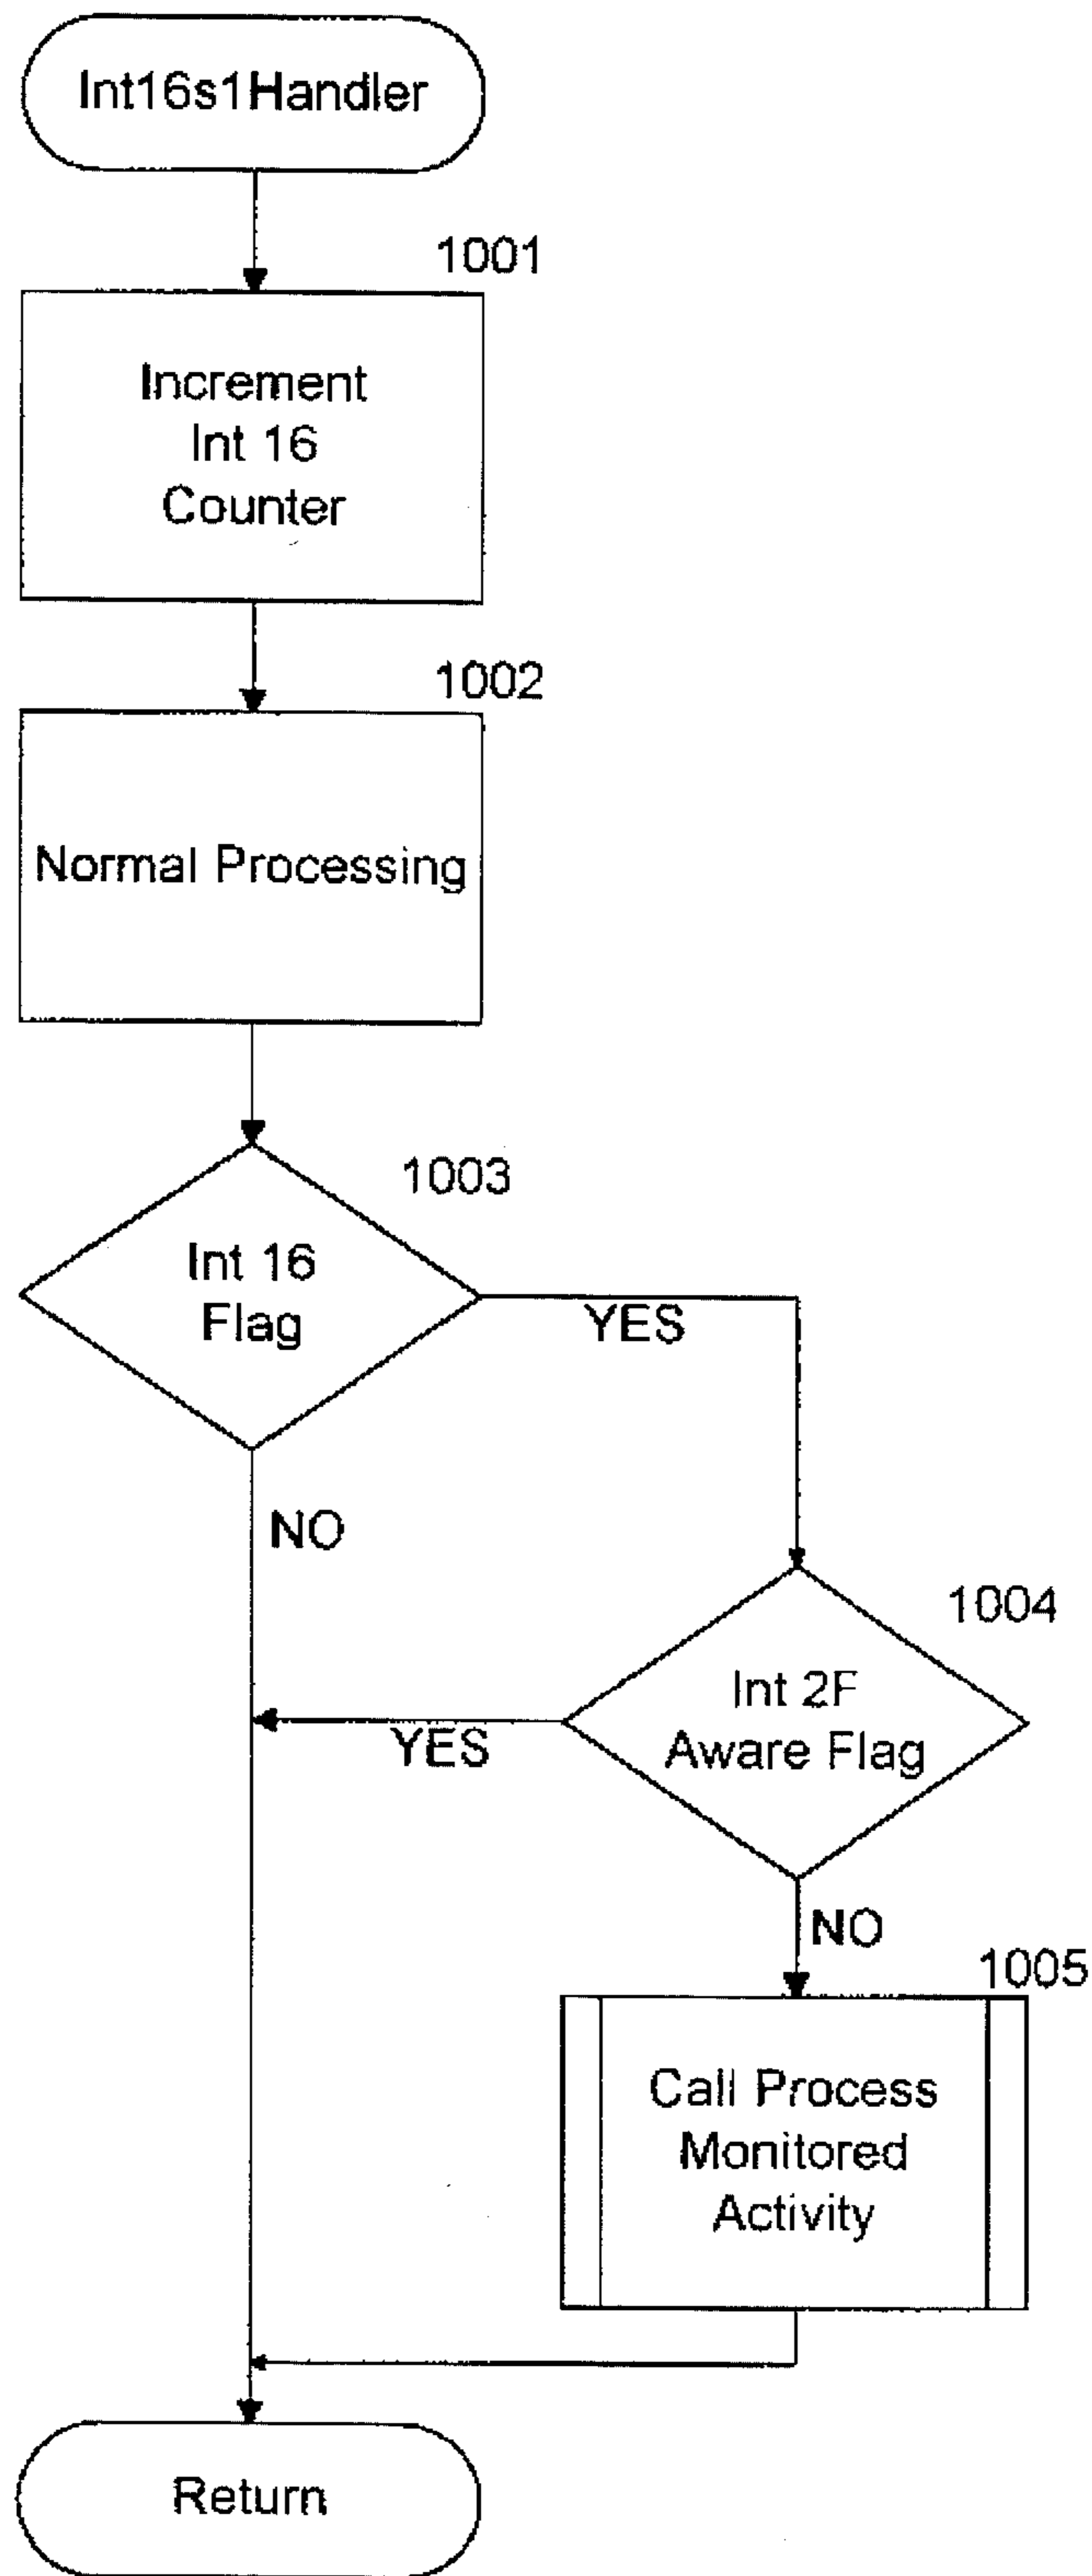 Int16s1Handler
1001
Increment
Int 16
Counter
1002
Normal Processing
1003
Int 16
Flag
YES
NO
1004
Int 2F
Aware Flag
YES
NO
1005
Call Process
Monitored
Activity
Return